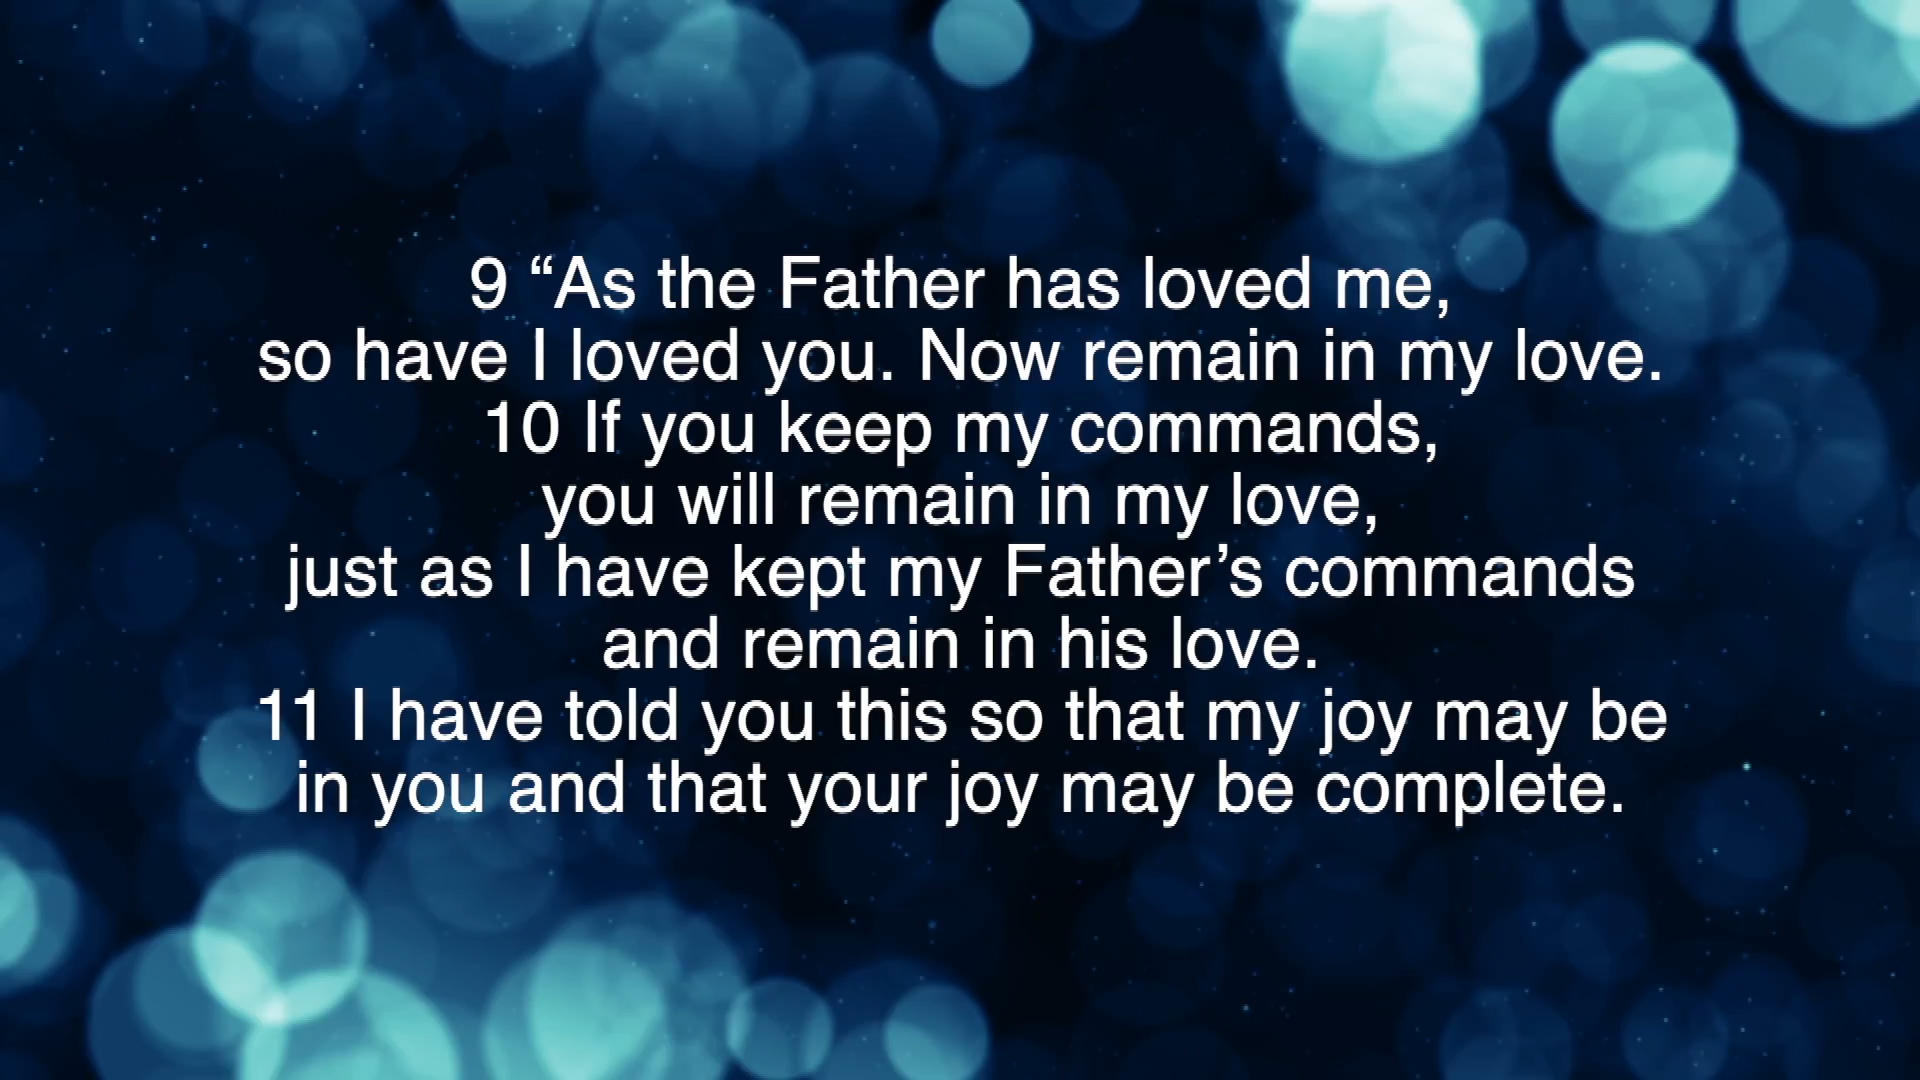 9 “As the Father has loved me,
so have I loved you. Now remain in my love.
10 If you keep my commands,
you will remain in my love,
just as I have kept my Father’s commands
and remain in his love.
11 I have told you this so that my joy may be
in you and that your joy may be complete.